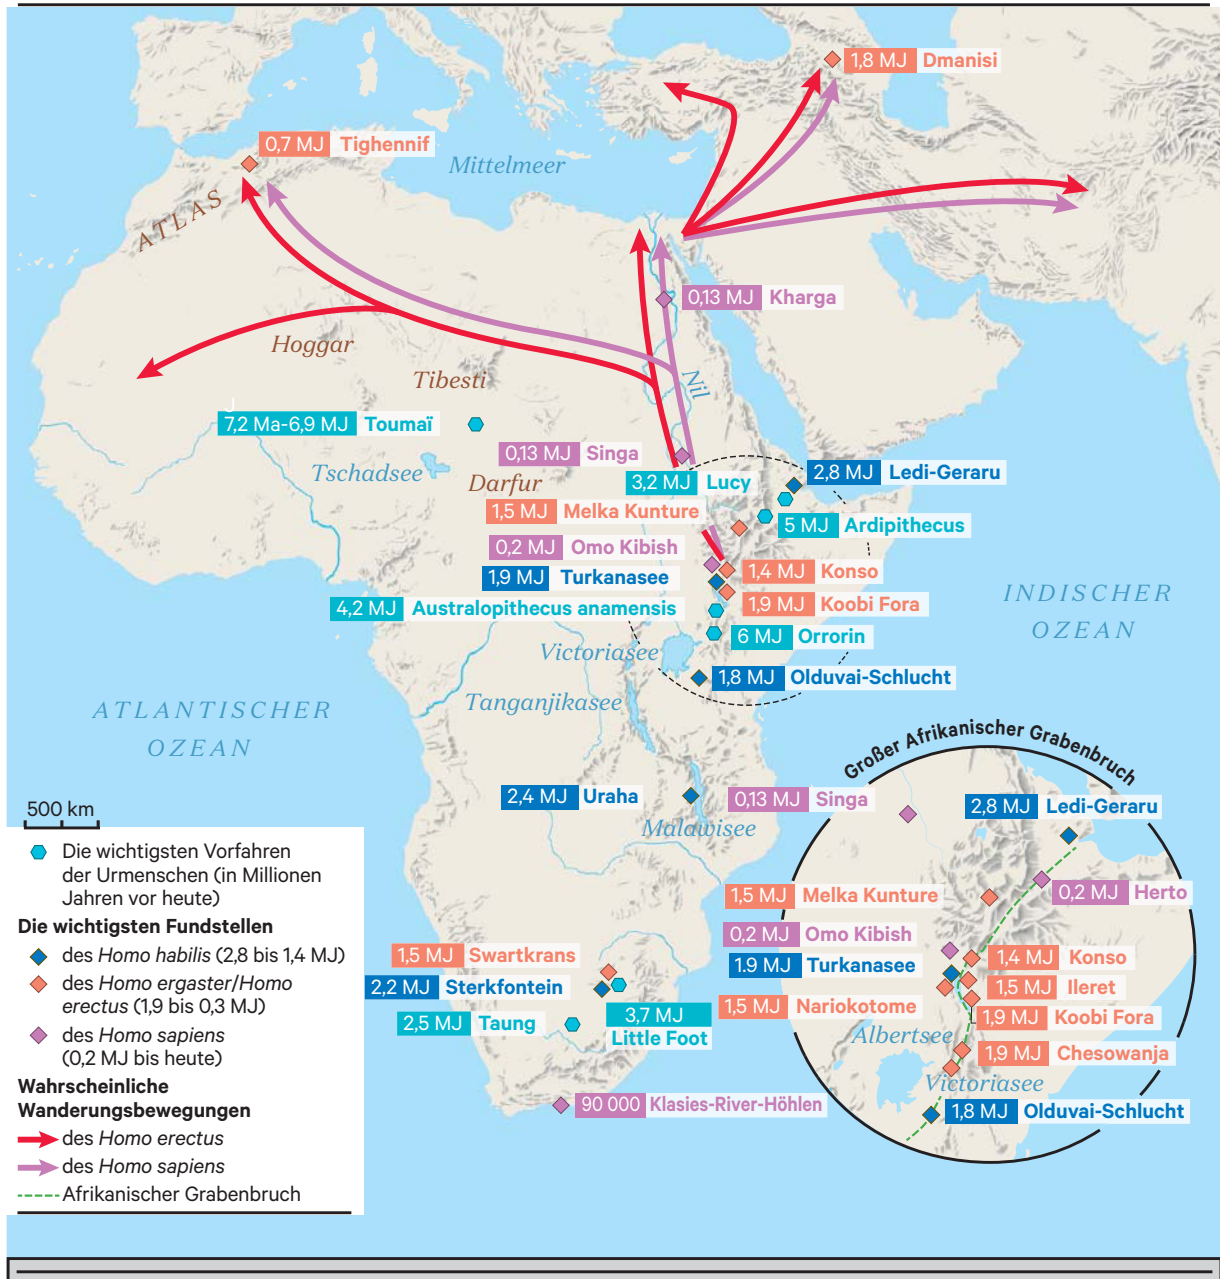 1,8 MJ Dmanisi
0,7 MJ Tighennif
Mittelmeer
ATLAS
0,13 MJ Kharga
Hoggar
Tibesti
Nil
J
7,2 Ma-6,9 MJ Toumaï
Tschadsee
Darfur
0,13 MJ Singa
2,8 MJ Ledi-Geraru
3,2 MJ Lucy
1,5 MJ Melka Kunture
5 MJ Ardipithecus
0,2 MJ Omo Kibish
1,9 MJ Turkanasee
1,4 MJ Konso
4,2 MJ Australopithecus anamensis
1,9 MJ Koobi Fora
6 MJ Orrorin
Victoriasee
1,8 MJ Olduvai-Schlucht
Tanganjikasee
INDISCHER
OZEAN
ATLANTISCHER
OZEAN
2,4 MJ Uraha
Malawisee
1,5 MJ Swartkrans
2,2 MJ Sterkfontein
2,5 MJ Taung
3,7 MJ
Little Foot
90 000 Klasies-River-Höhlen
Großer Afrikanischer Grabenbruch
0,13 MJ Singa
2,8 MJ Ledi-Geraru
1,5 MJ Melka Kunture
0,2 MJ Herto
0,2 MJ Omo Kibish
1.9 MJ Turkanasee
1,4 MJ Konso
1,5 MJ Ileret
1,5 MJ Nariokotome
1,9 MJ Koobi Fora
Albertsee
1,9 MJ Chesowanja
Victoriasee
1,8 MJ Olduvai-Schlucht
500 km
Die wichtigsten Vorfahren
der Urmenschen (in Millionen
Jahren vor heute)
Die wichtigsten Fundstellen
des Homo habilis (2,8 bis 1,4 MJ)
des Homo ergaster/Homo
erectus (1,9 bis 0,3 MJ)
des Homo sapiens
(0,2 MJ bis heute)
Wahrscheinliche
Wanderungsbewegungen
des Homo erectus
des Homo sapiens
Afrikanischer Grabenbruch